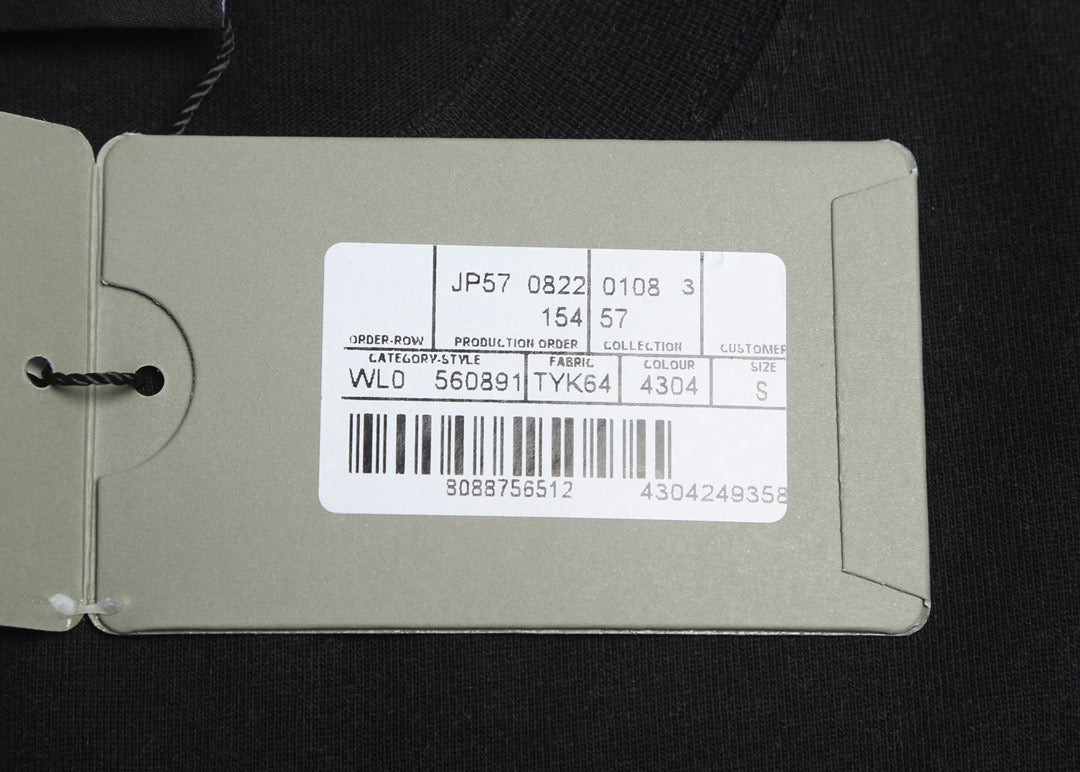 JP57 0822 0108 3
154 57
ORDER-ROW PRODUCTION ORDER COLLECTION CUSTOMER
CATEGORY-STYLE FABRIC COLOUR SIZE
WL0 560891 TYK64 4304 S
8088756512 4304249358